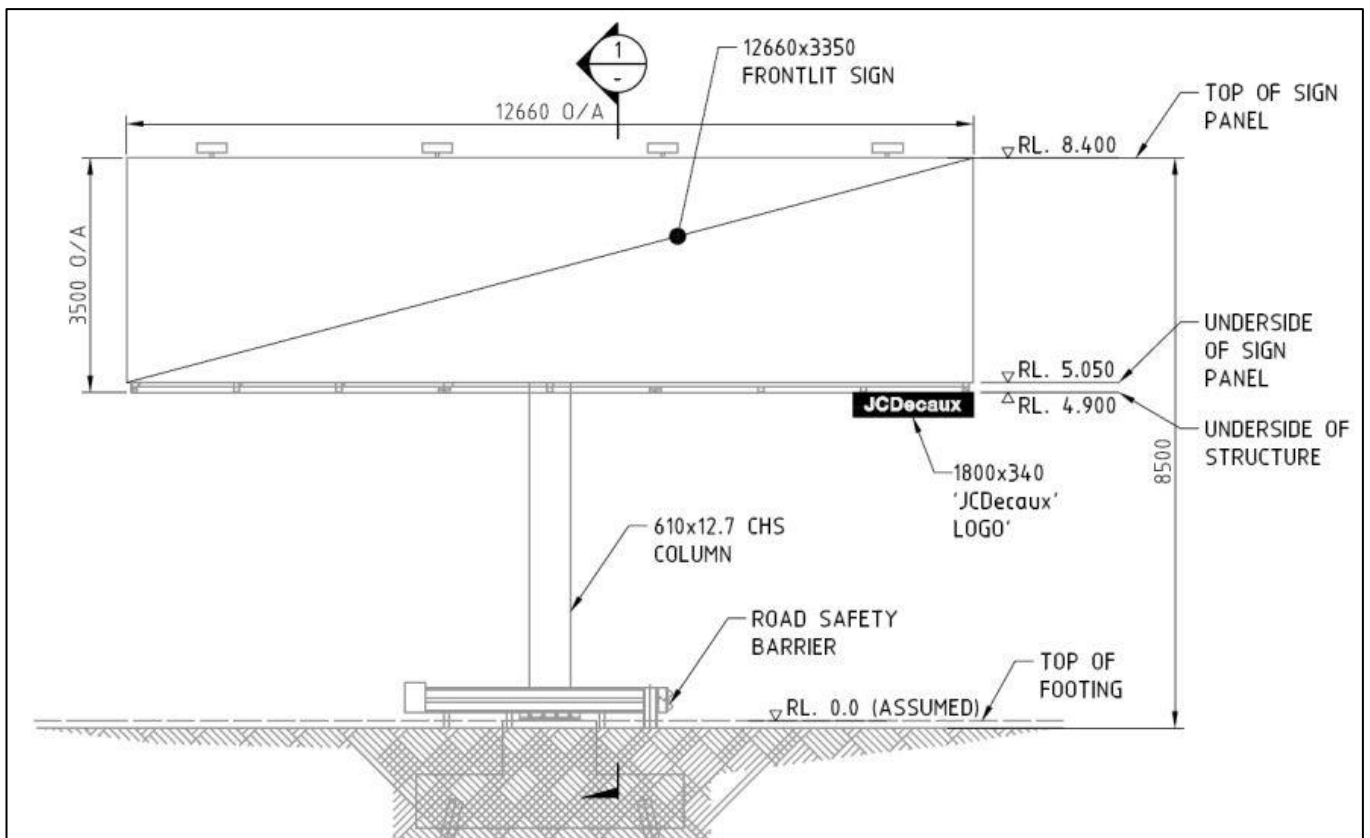 1
-
12660x3350
FRONTLIT SIGN
12660 O/A
TOP OF SIGN
PANEL
RL. 8.400
3500 O/A
UNDERSIDE
OF SIGN
PANEL
RL. 5.050
JCDecaux
RL. 4.900
UNDERSIDE OF
STRUCTURE
8500
1800x340
'JCDecaux'
LOGO'
610x12.7 CHS
COLUMN
ROAD SAFETY
BARRIER
TOP OF
FOOTING
RL. 0.0 (ASSUMED)